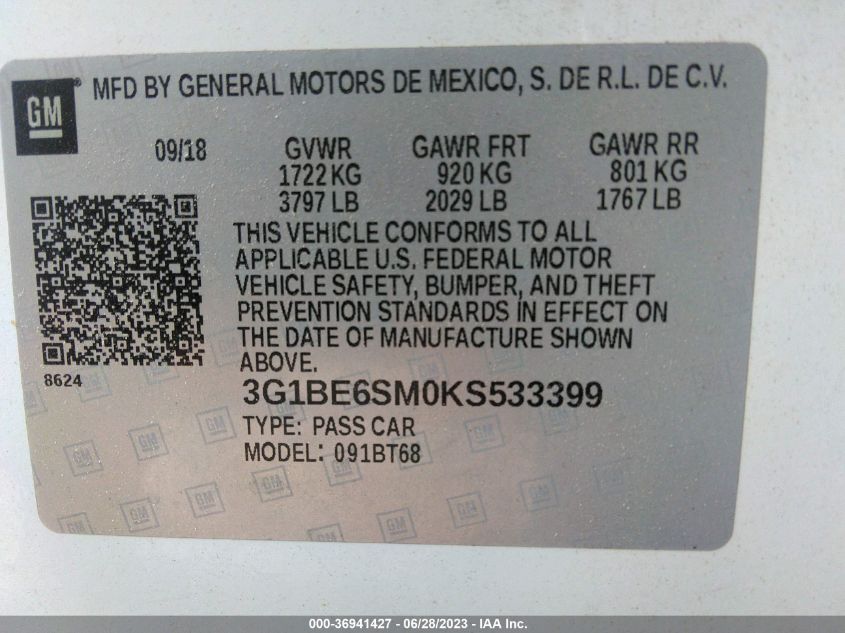 GM ® MFD BY GENERAL MOTORS DE MEXICO, S. DE R.L. DE C.V.
09/18 GVWR GAWR FRT GAWR RR
1722 KG 920 KG 801 KG
3797 LB 2029 LB 1767 LB
THIS VEHICLE CONFORMS TO ALL
APPLICABLE U.S. FEDERAL MOTOR
VEHICLE SAFETY, BUMPER, AND THEFT
PREVENTION STANDARDS IN EFFECT ON
THE DATE OF MANUFACTURE SHOWN
ABOVE.
8624
3G1BE6SM0KS533399
TYPE: PASS CAR
MODEL: 091BT68
000-36941427 - 06/28/2023 - IAA Inc.